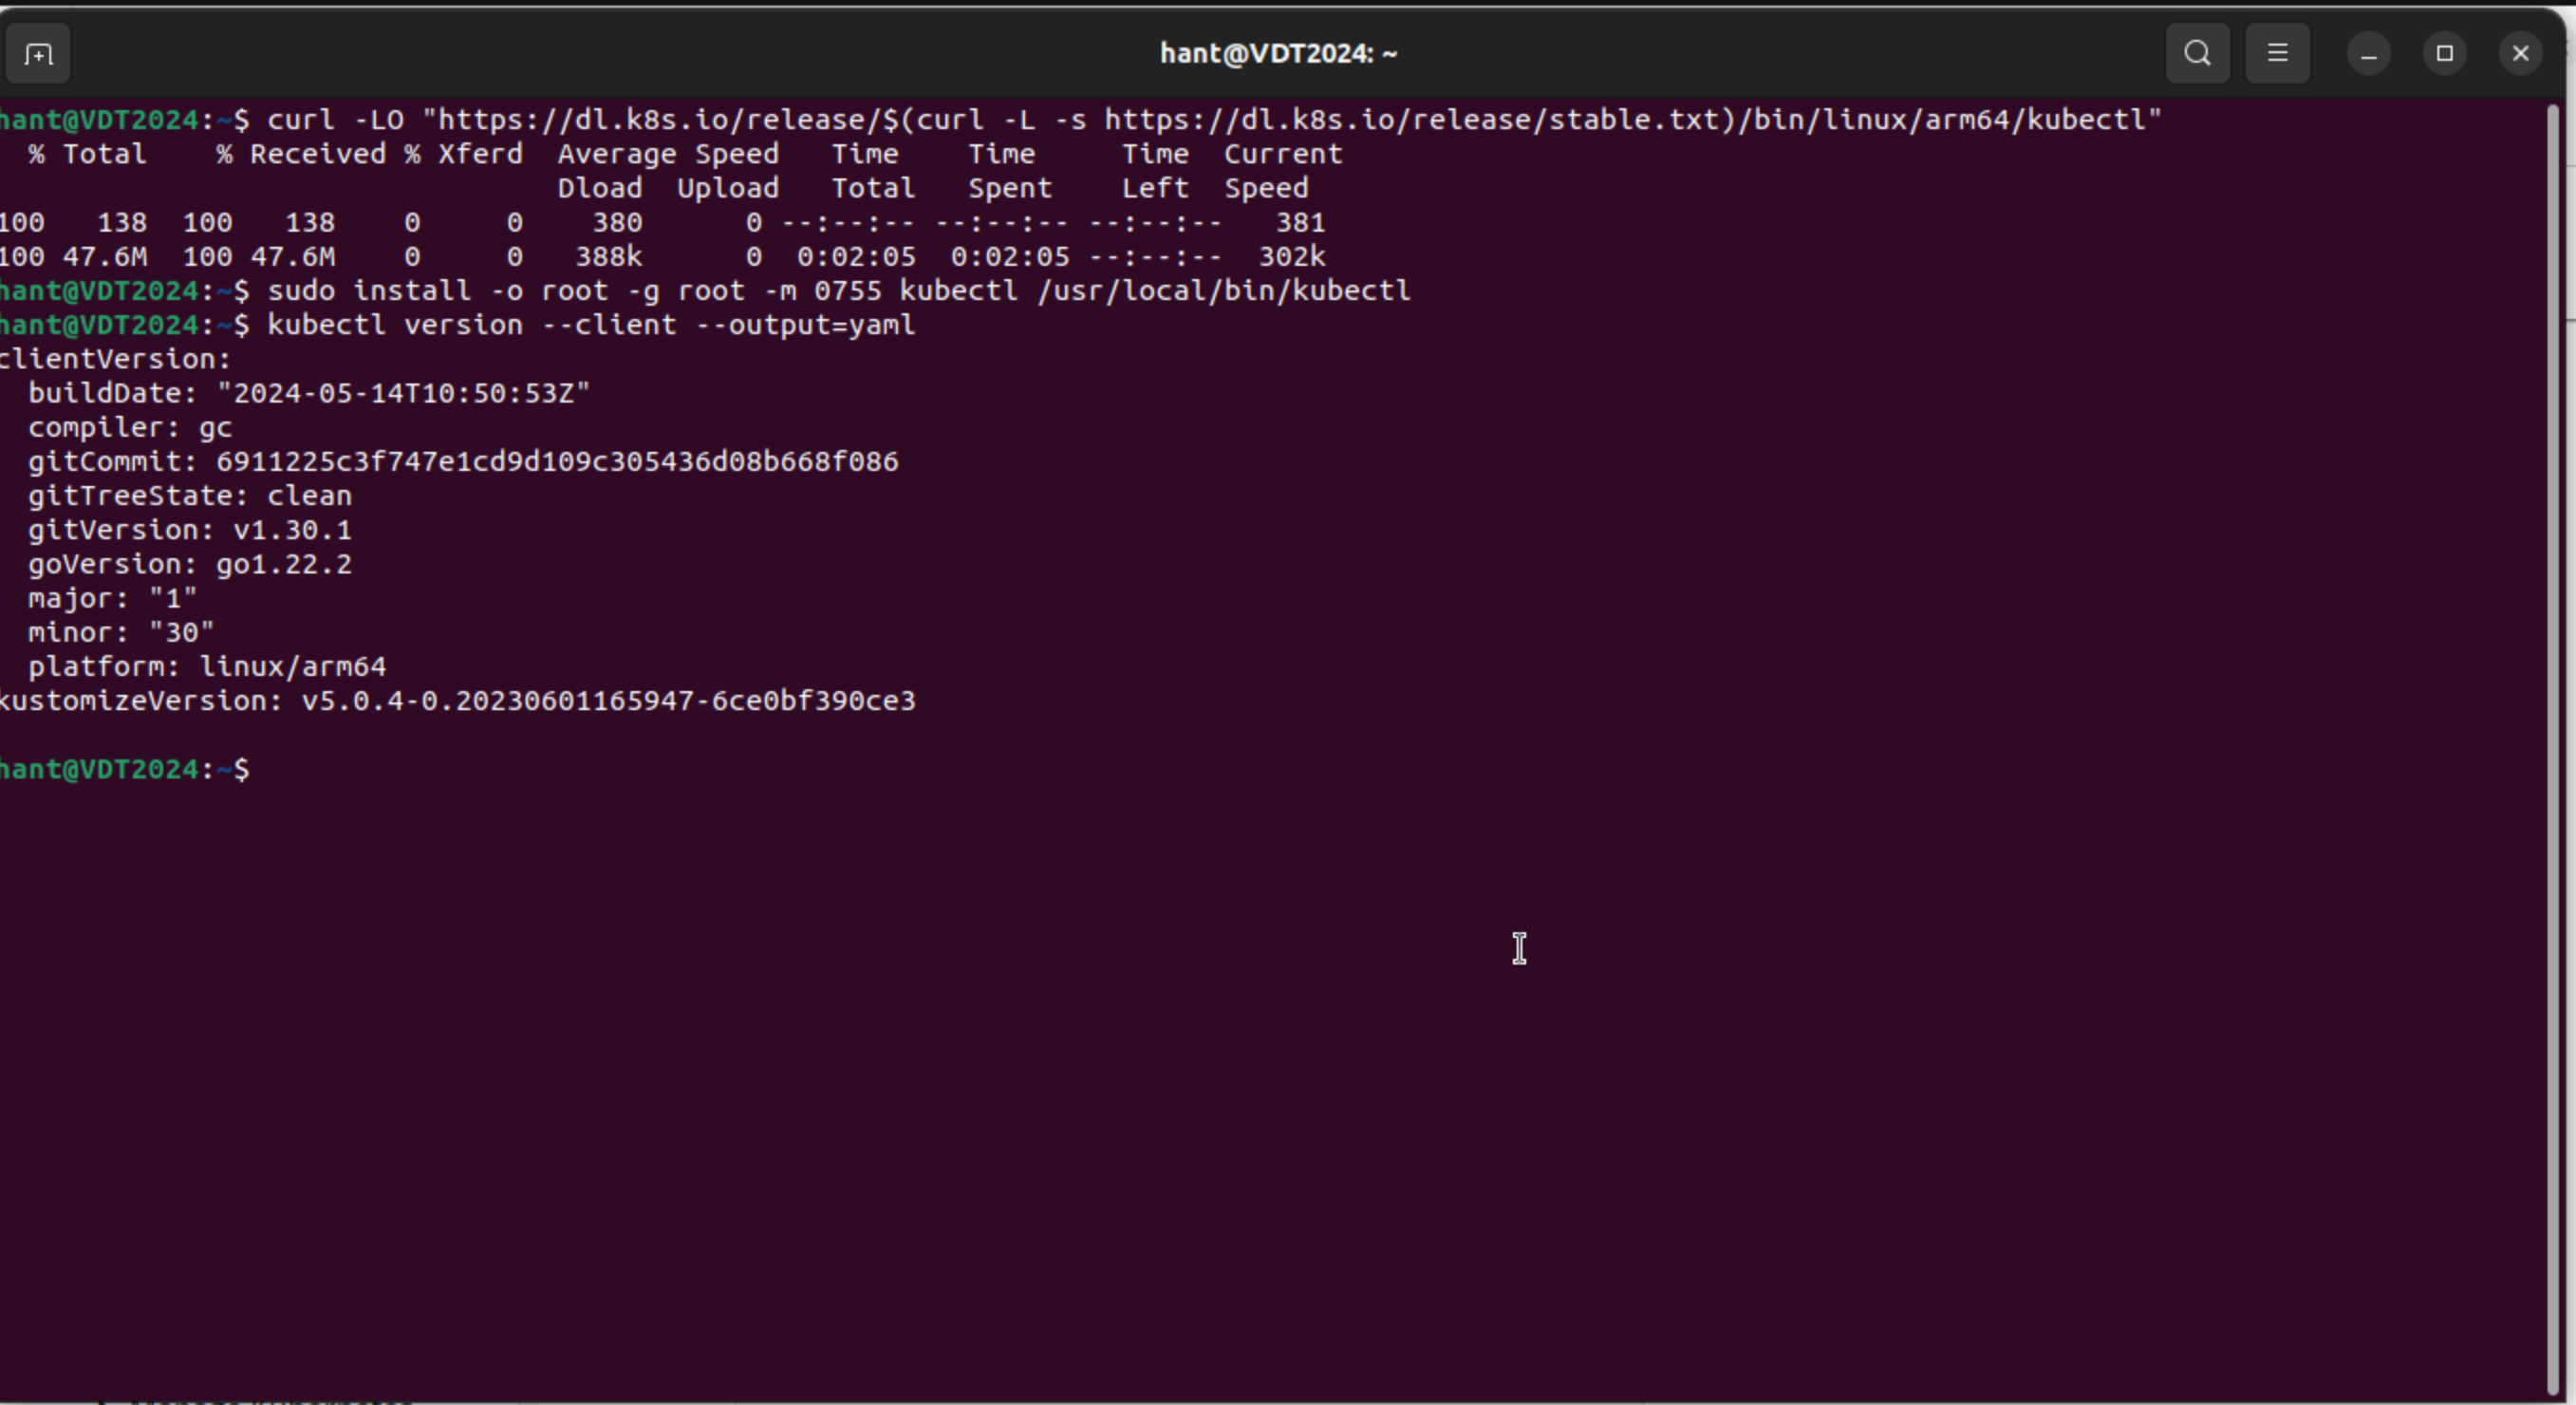 hant@VDT2024: ~
hant@VDT2024:~$ curl -LO "https://dl.k8s.io/release/$(curl -L -s https://dl.k8s.io/release/stable.txt)/bin/linux/arm64/kubectl"
  % Total    % Received % Xferd  Average Speed   Time    Time     Time  Current
                                 Dload  Upload   Total   Spent    Left  Speed
100   138  100   138    0     0    380      0 --:--:-- --:--:-- --:--:--   381
100 47.6M  100 47.6M    0     0   388k      0  0:02:05  0:02:05 --:--:--  302k
hant@VDT2024:~$ sudo install -o root -g root -m 0755 kubectl /usr/local/bin/kubectl
hant@VDT2024:~$ kubectl version --client --output=yaml
clientVersion:
  buildDate: "2024-05-14T10:50:53Z"
  compiler: gc
  gitCommit: 6911225c3f747e1cd9d109c305436d08b668f086
  gitTreeState: clean
  gitVersion: v1.30.1
  goVersion: go1.22.2
  major: "1"
  minor: "30"
  platform: linux/arm64
kustomizeVersion: v5.0.4-0.20230601165947-6ce0bf390ce3
hant@VDT2024:~$